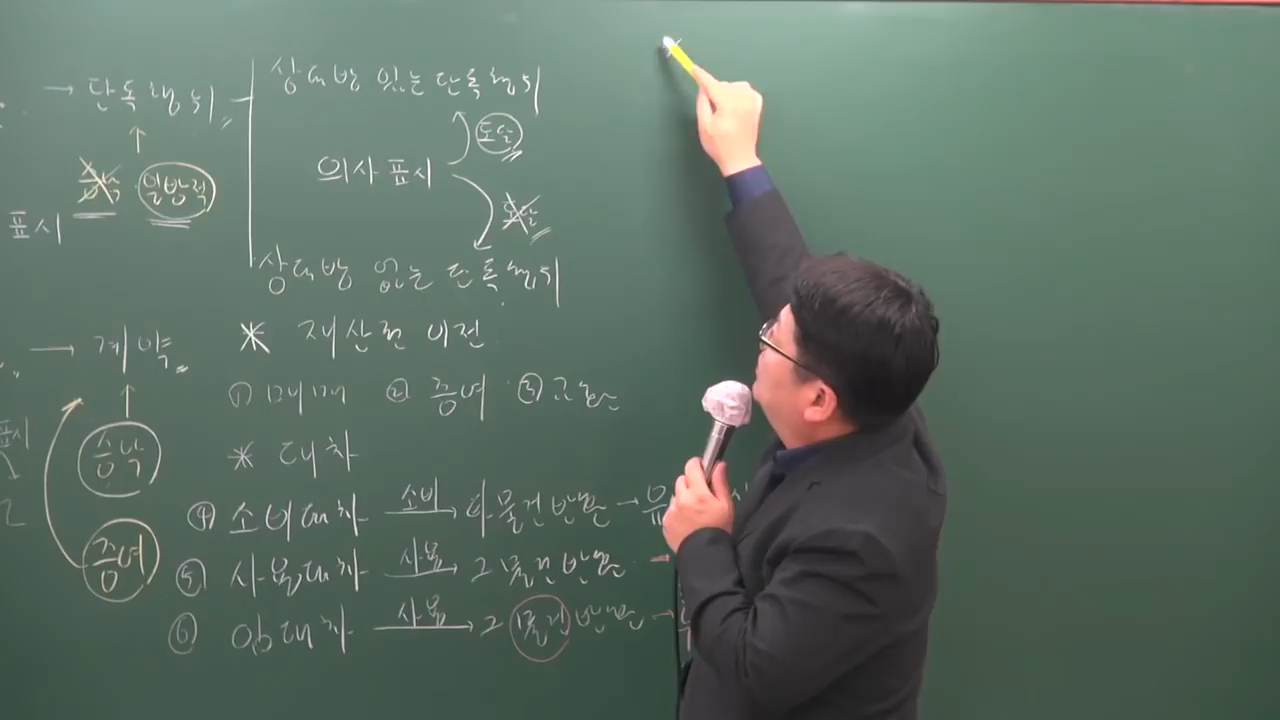 → 단독행위 상대방 있는 단독행위
도달
의사표시
일방적
표시
상대방 없는 단독행위
→ 계약 * 재산권 이전
① 매매 ② 증여 ③ 교환
승낙 * 대차
④ 소비대차 소비 → 타 물건 반환 → 유
증여 ⑤ 사용대차 사용 → 그 물건 반환 →
⑥ 임대차 사용 → 그 물건 반환 →